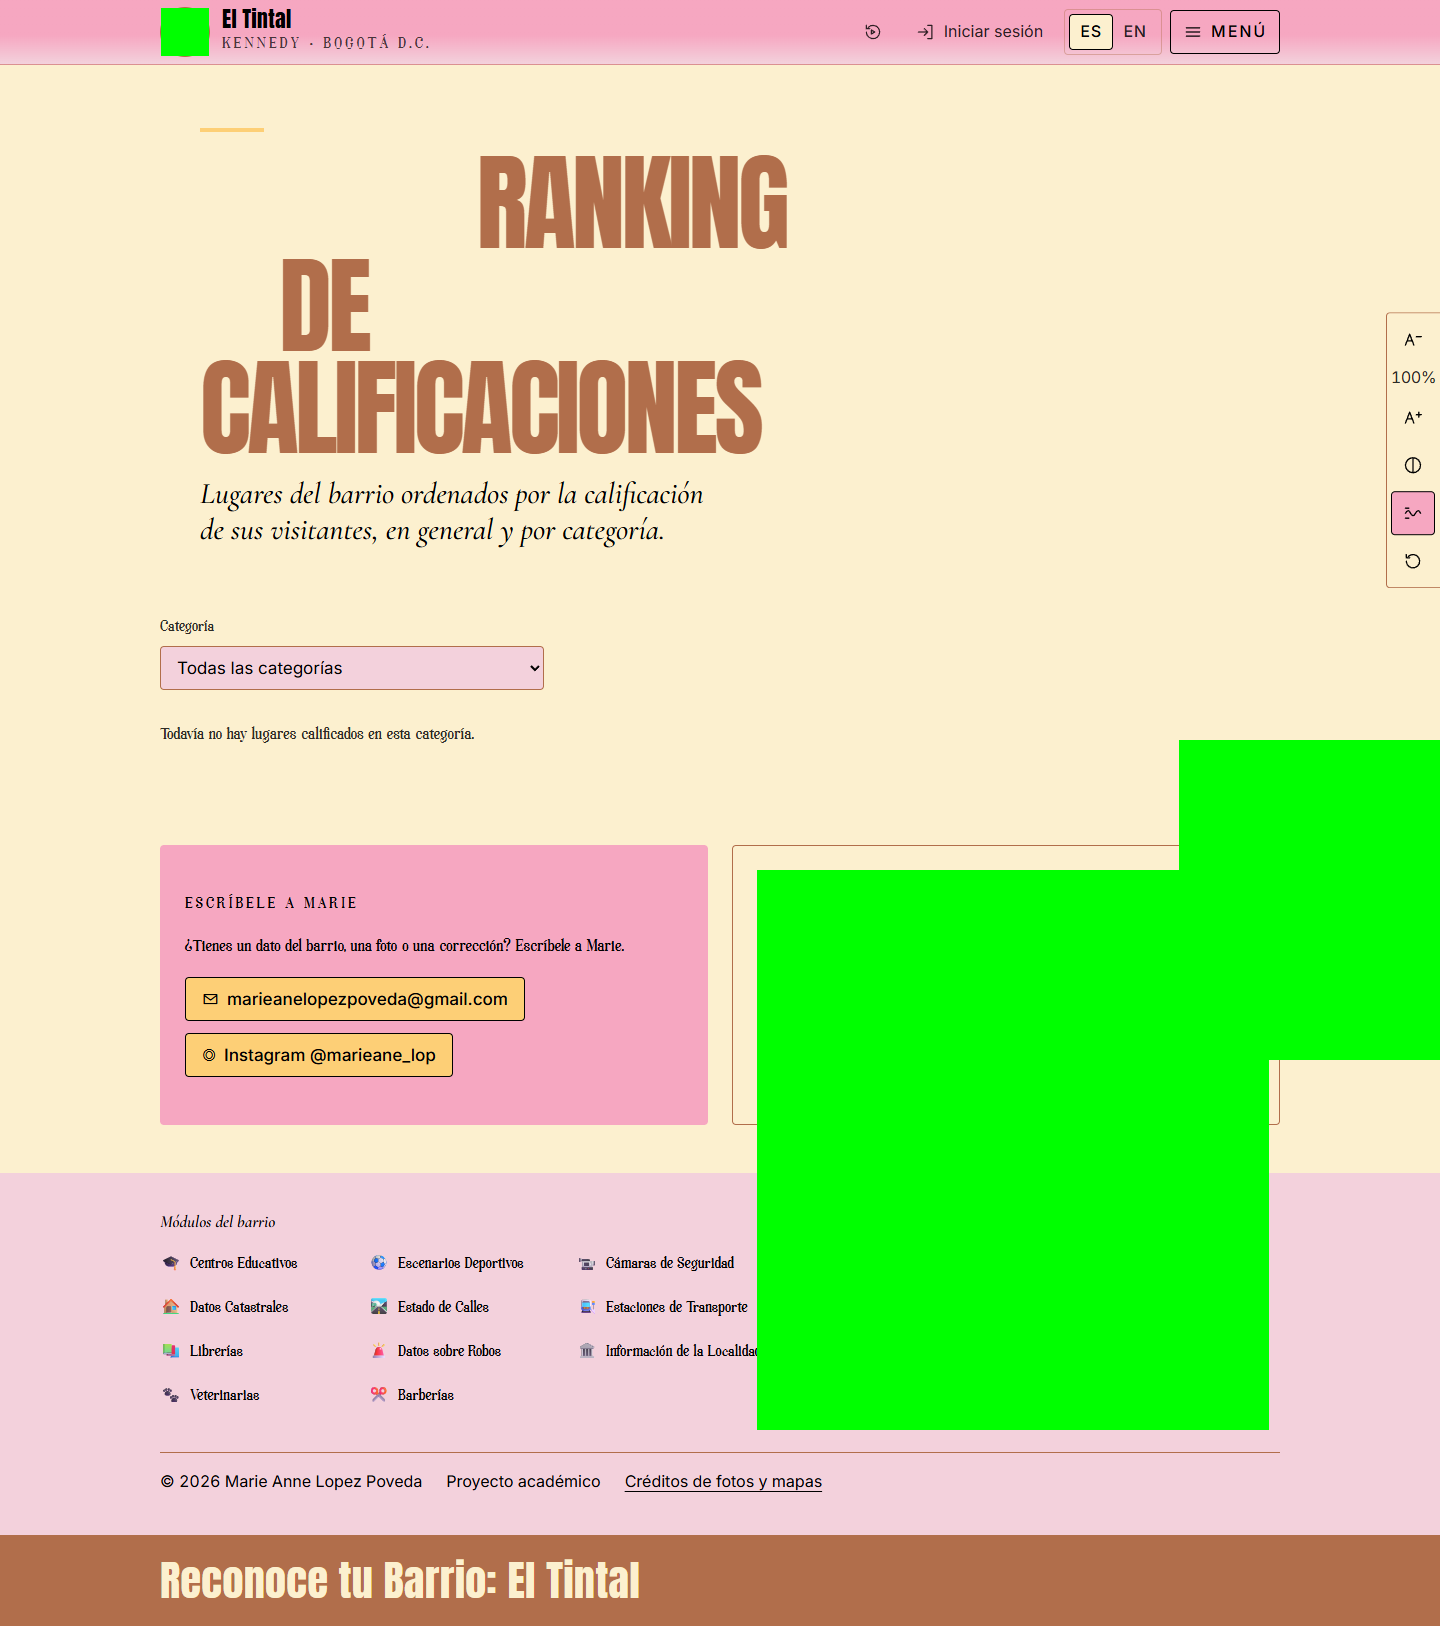 El Tintal
KENNEDY · BOGOTÁ D.C.
Iniciar sesión
ES
EN
MENÚ
RANKING
DE
CALIFICACIONES
Lugares del barrio ordenados por la calificación
de sus visitantes, en general y por categoría.
A-
100%
A+
Categoría
Todas las categorías
Todavía no hay lugares calificados en esta categoría.
ESCRÍBELE A MARIE
¿Tienes un dato del barrio, una foto o una corrección? Escríbele a Marie.
marieanelopezpoveda@gmail.com
Instagram @marieane_lop
Módulos del barrio
Centros Educativos
Escenarios Deportivos
Cámaras de Seguridad
Datos Catastrales
Estado de Calles
Estaciones de Transporte
Librerías
Datos sobre Robos
Información de la
Veterinarias
Barberías
© 2026 Marie Anne Lopez Poveda
Proyecto académico
Créditos de fotos y mapas
Reconoce tu Barrio: El Tintal